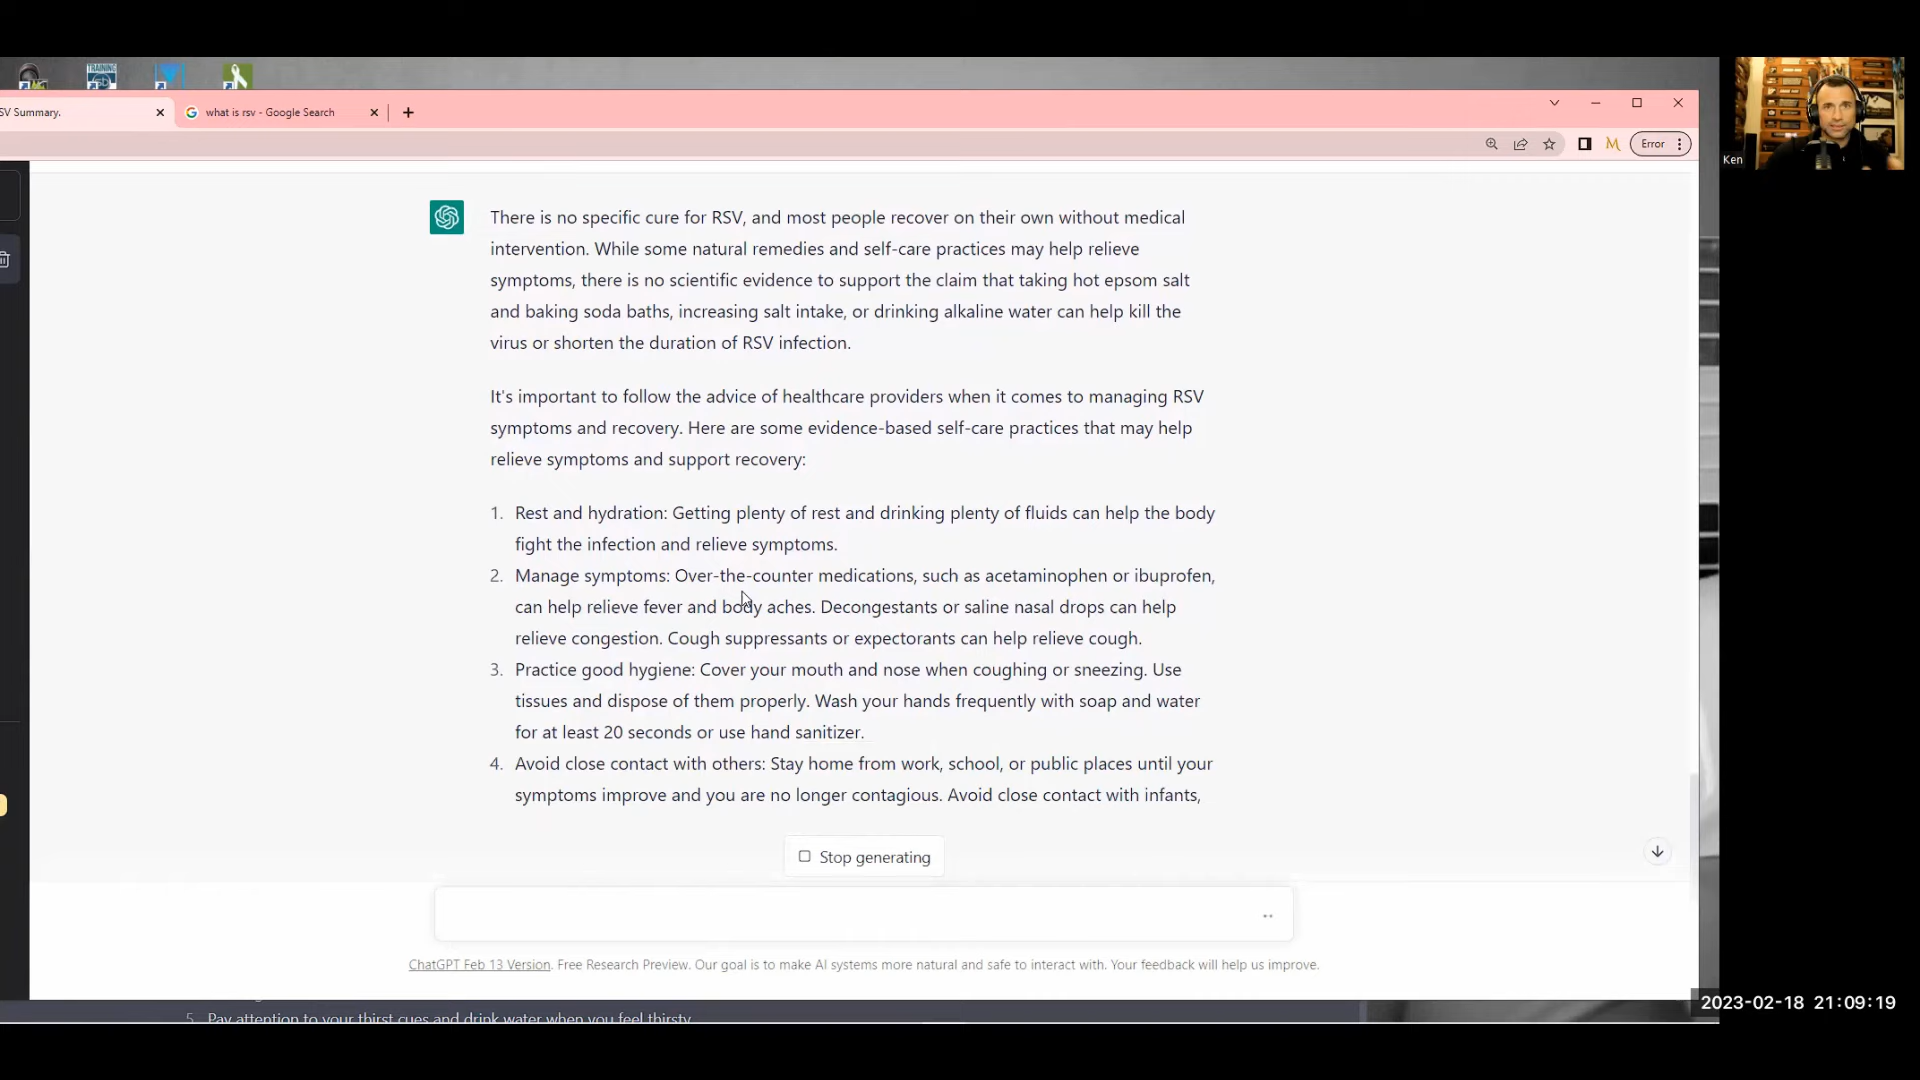 TRAINING
SV Summary.
what is rsv - Google Search
Error
Ken
There is no specific cure for RSV, and most people recover on their own without medical
intervention. While some natural remedies and self-care practices may help relieve
symptoms, there is no scientific evidence to support the claim that taking hot epsom salt
and baking soda baths, increasing salt intake, or drinking alkaline water can help kill the
virus or shorten the duration of RSV infection.
It's important to follow the advice of healthcare providers when it comes to managing RSV
symptoms and recovery. Here are some evidence-based self-care practices that may help
relieve symptoms and support recovery:
1. Rest and hydration: Getting plenty of rest and drinking plenty of fluids can help the body
fight the infection and relieve symptoms.
2. Manage symptoms: Over-the-counter medications, such as acetaminophen or ibuprofen,
can help relieve fever and body aches. Decongestants or saline nasal drops can help
relieve congestion. Cough suppressants or expectorants can help relieve cough.
3. Practice good hygiene: Cover your mouth and nose when coughing or sneezing. Use
tissues and dispose of them properly. Wash your hands frequently with soap and water
for at least 20 seconds or use hand sanitizer.
4. Avoid close contact with others: Stay home from work, school, or public places until your
symptoms improve and you are no longer contagious. Avoid close contact with infants,
Stop generating
ChatGPT Feb 13 Version. Free Research Preview. Our goal is to make AI systems more natural and safe to interact with. Your feedback will help us improve.
5. Pay attention to your thirst cues and drink water when you feel thirsty
2023-02-18 21:09:19